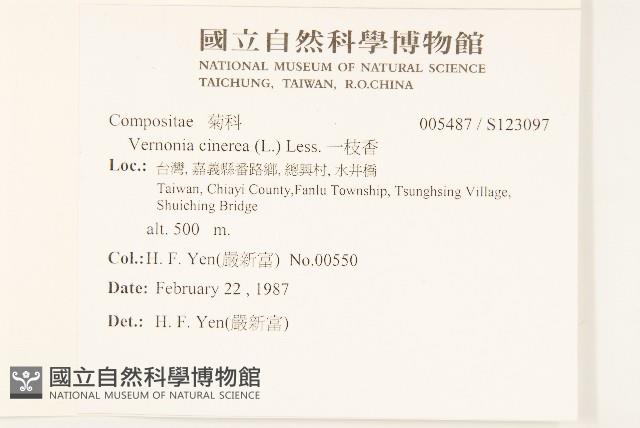 國立自然科學博物館
NATIONAL MUSEUM OF NATURAL SCIENCE
TAICHUNG, TAIWAN, R.O.CHINA
Compositae 菊科 005487 / S123097
Vernonia cinerea (L.) Less. 一枝香
Loc.: 台灣, 嘉義縣番路鄉, 總興村, 水井橋
Taiwan, Chiayi County,Fanlu Township, Tsunghsing Village,
Shuiching Bridge
alt. 500 m.
Col.: H. F. Yen(嚴新富) No.00550
Date: February 22 , 1987
Det.: H. F. Yen(嚴新富)
國立自然科學博物館
NATIONAL MUSEUM OF NATURAL SCIENCE